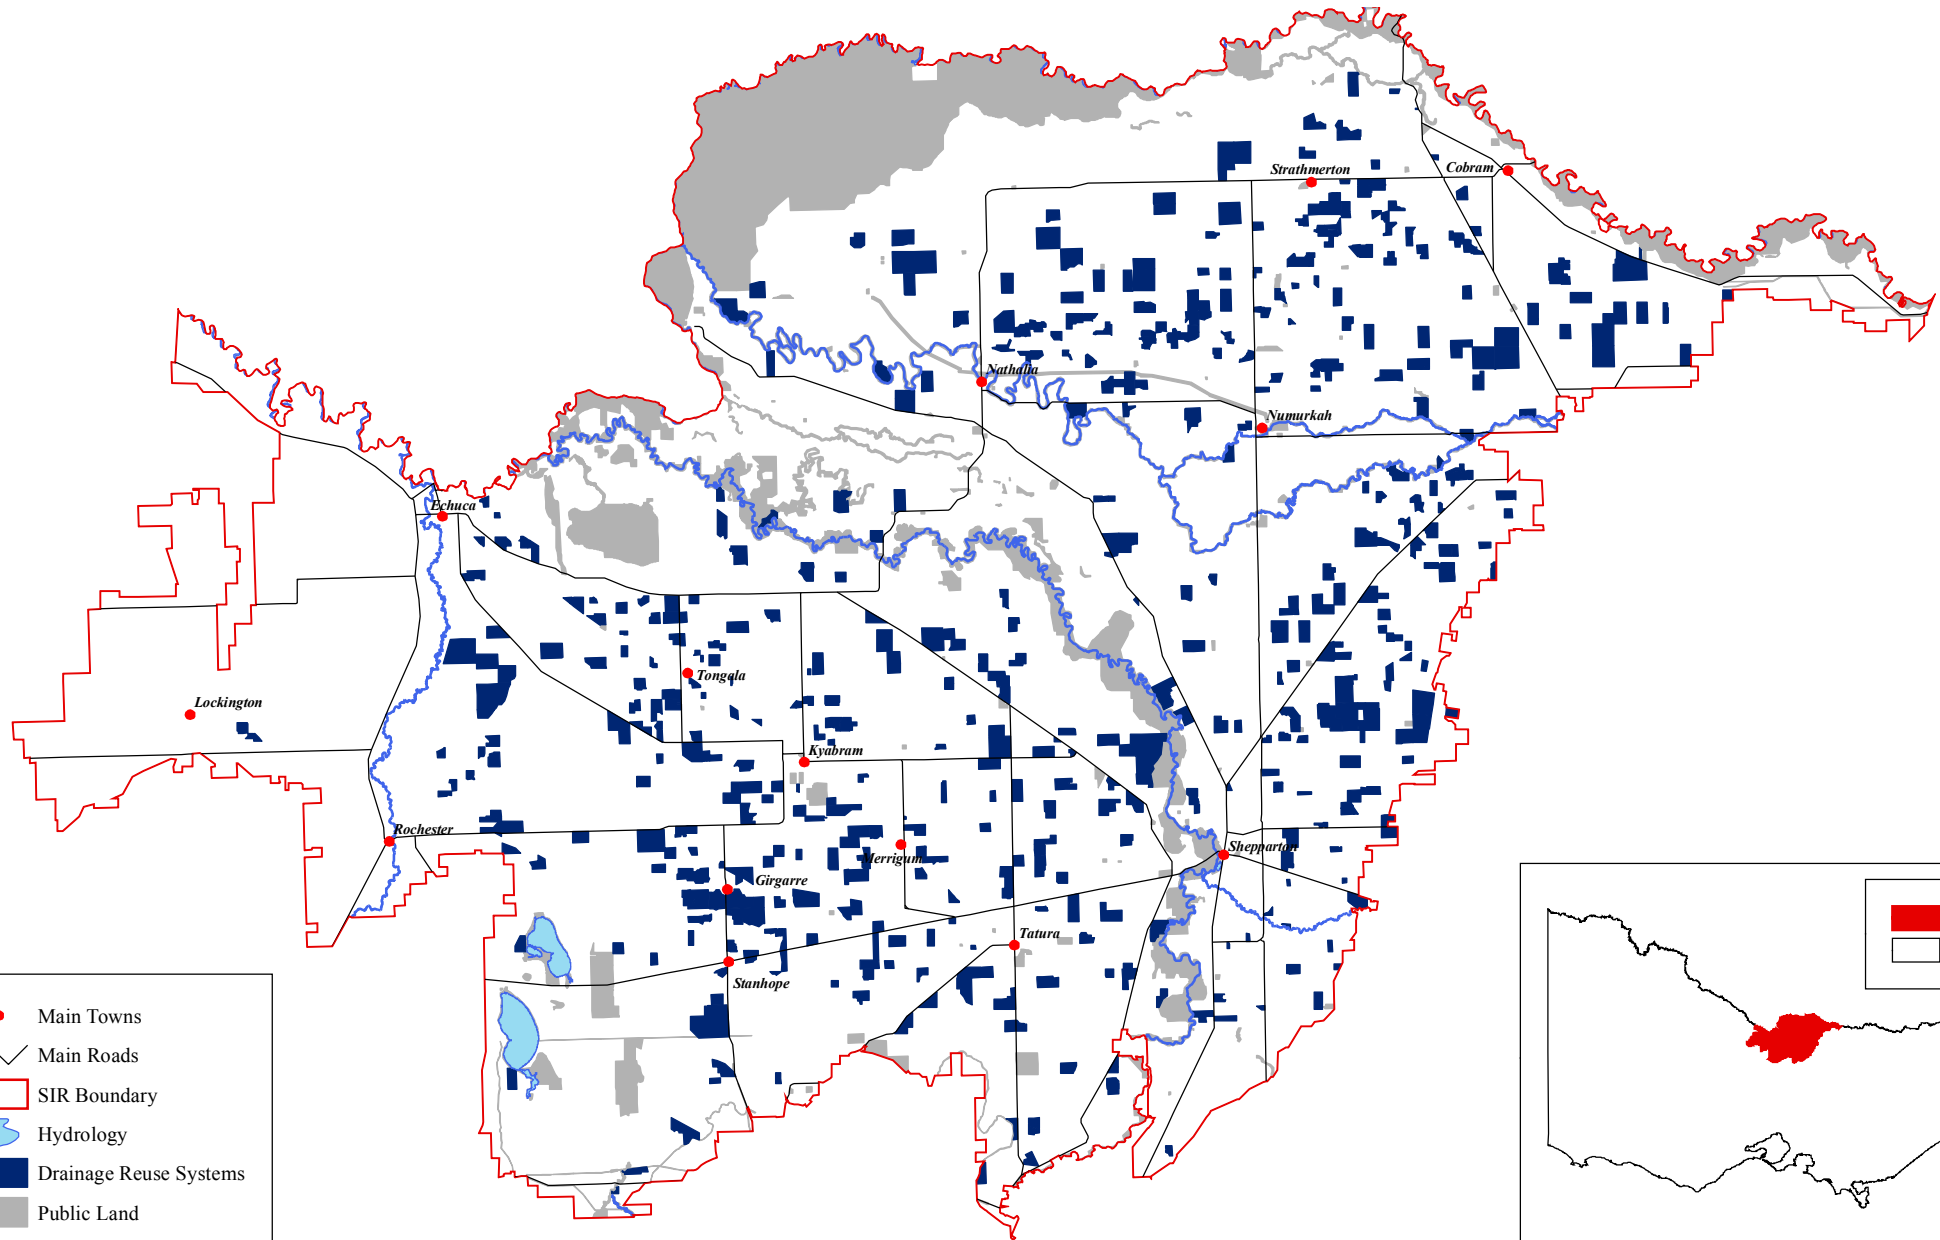 Strathmerton
Cobram
Nathalia
Numurkah
Echuca
Tongala
Lockington
Kyabram
Rochester
Merrigum
Shepparton
Girgarre
Tatura
Stanhope
Main Towns
Main Roads
SIR Boundary
Hydrology
Drainage Reuse Systems
Public Land